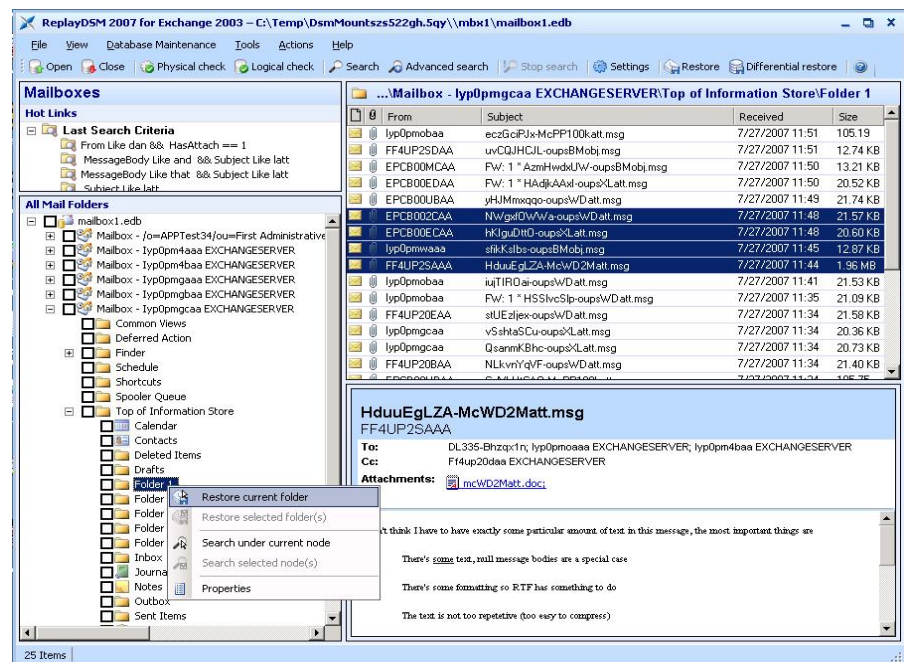 ReplayDSM 2007 for Exchange 2003 – C:\Temp\DsmMountszs522gh.5qy\\mbx1\mailbox1.edb
File View Database Maintenance Tools Actions Help
Open Close Physical check Logical check Search Advanced search Stop search Settings Restore Differential restore
Mailboxes
Hot Links
Last Search Criteria
From Like dan && HasAttach == 1
MessageBody Like and && Subject Like latt
MessageBody Like that && Subject Like latt
Subject Like latt
All Mail Folders
mailbox1.edb
Mailbox - /o=APPTest34/ou=First Administrative
Mailbox - lyp0pm4aaa EXCHANGESERVER
Mailbox - lyp0pm4baa EXCHANGESERVER
Mailbox - lyp0pmgaaa EXCHANGESERVER
Mailbox - lyp0pmgbaa EXCHANGESERVER
Mailbox - lyp0pmgcaa EXCHANGESERVER
Common Views
Deferred Action
Finder
Schedule
Shortcuts
Spooler Queue
Top of Information Store
Calendar
Contacts
Deleted Items
Drafts
Folder 1
Folder
Folder
Folder
Folder
Inbox
Journa
Notes
Outbox
Sent Items
Restore current folder
Restore selected folder(s)
Search under current node
Search selected node(s)
Properties
...\Mailbox - lyp0pmgcaa EXCHANGESERVER\Top of Information Store\Folder 1
From Subject Received Size
lyp0pmobaa eczGciPJx-McPP100katt.msg 7/27/2007 11:51 105.19
FF4UP2SDAA uvCQJHCJL-oupsBMobj.msg 7/27/2007 11:51 12.74 KB
EPCB00MCAA FW: 1 * AzmHwdxUW-oupsBMobj.msg 7/27/2007 11:50 13.21 KB
EPCB00EDAA FW: 1 * HAdjkAAxl-oupsXLatt.msg 7/27/2007 11:50 20.52 KB
EPCB00UBAA yHJMmxqqo-oupsWDatt.msg 7/27/2007 11:49 21.74 KB
EPCB002CAA NWgxfOWWa-oupsWDatt.msg 7/27/2007 11:48 21.57 KB
EPCB00ECAA hKIguDttO-oupsXLatt.msg 7/27/2007 11:48 20.60 KB
lyp0pmwaaa sfikKsIbs-oupsBMobj.msg 7/27/2007 11:45 12.87 KB
FF4UP2SAAA HduuEgLZA-McWD2Matt.msg 7/27/2007 11:44 1.96 MB
lyp0pmobaa iujTIROai-oupsWDatt.msg 7/27/2007 11:41 21.53 KB
lyp0pmobaa FW: 1 * HSSIvcSIp-oupsWDatt.msg 7/27/2007 11:35 21.09 KB
FF4UP20EAA stUEzljex-oupsWDatt.msg 7/27/2007 11:34 21.58 KB
lyp0pmgcaa vSshtaSCu-oupsXLatt.msg 7/27/2007 11:34 20.36 KB
lyp0pmgcaa QsanmKBhc-oupsXLatt.msg 7/27/2007 11:34 20.73 KB
FF4UP20BAA NLkvnYqVF-oupsWDatt.msg 7/27/2007 11:34 21.40 KB
HduuEgLZA-McWD2Matt.msg
FF4UP2SAAA
To: DL335-Bhzqx1n; lyp0pmoaaa EXCHANGESERVER; lyp0pm4baa EXCHANGESERVER
Cc: Ff4up20daa EXCHANGESERVER
Attachments: mcWD2Matt.doc;
't think I have to have exactly some particular amount of text in this message, the most important things are
There's some text, null message bodies are a special case
There's some formatting so RTF has something to do
The text is not too repetetive (too easy to compress)
25 Items